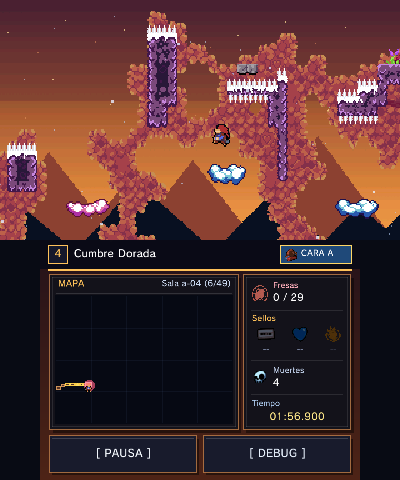 4 Cumbre Dorada
CARA A
MAPA
Sala a-04 (6/49)
Fresas
0 / 29
Sellos
-- -- --
Muertes
4
Tiempo
01:56.900
[ PAUSA ]
[ DEBUG ]